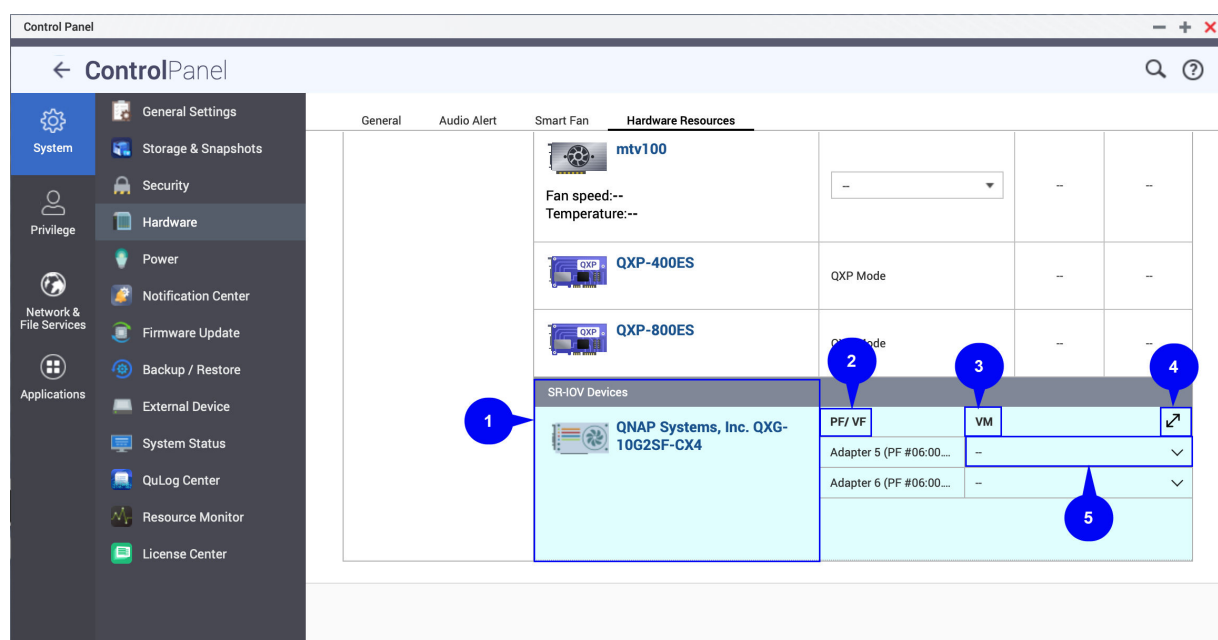 Control Panel
ControlPanel
System
Privilege
Network &
File Services
Applications
General Settings
Storage & Snapshots
Security
Hardware
Power
Notification Center
Firmware Update
Backup / Restore
External Device
System Status
QuLog Center
Resource Monitor
License Center
General
Audio Alert
Smart Fan
Hardware Resources
mtv100
Fan speed:--
Temperature:--
--
--
--
QXP
QXP-400ES
QXP Mode
--
--
QXP
QXP-800ES
--
--
SR-IOV Devices
QNAP Systems, Inc. QXG-
10G2SF-CX4
PF/ VF
VM
Adapter 5 (PF #06:00....
--
Adapter 6 (PF #06:00....
--
1
2
3
4
5